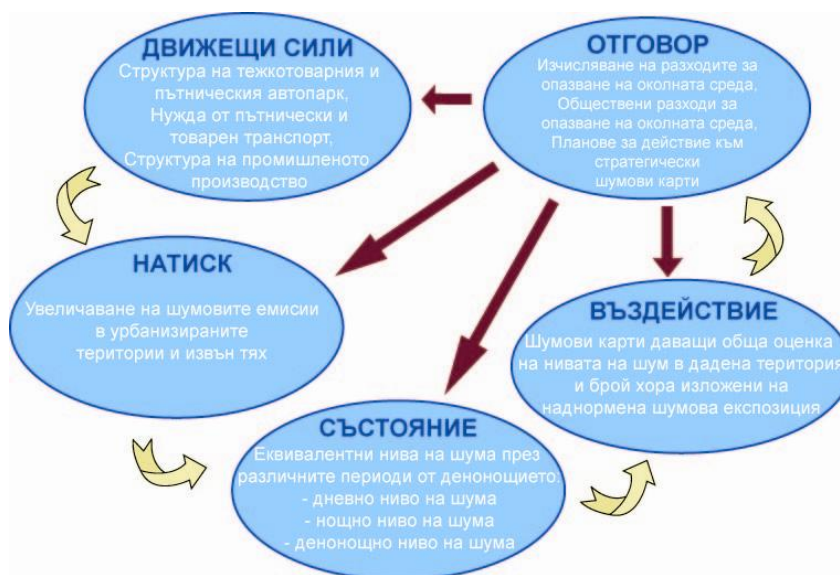 ДВИЖЕЩИ СИЛИ
Структура на тежкотоварния и
пътническия автопарк,
Нужда от пътнически и
товарен транспорт,
Структура на промишленото
производство
ОТГОВОР
Изчисляване на разходите за
опазване на околната среда,
Обществени разходи за
опазване на околната среда,
Планове за действие към
стратегически
шумови карти
НАТИСК
Увеличаване на шумовите емисии
в урбанизираните
територии и извън тях
ВЪЗДЕЙСТВИЕ
Шумови карти даващи обща оценка
на нивата на шум в дадена територия
и брой хора изложени на
наднормена шумова експозиция
СЪСТОЯНИЕ
Еквивалентни нива на шума през
различните периоди от денонощието:
- дневно ниво на шума
- нощно ниво на шума
- денонощно ниво на шума